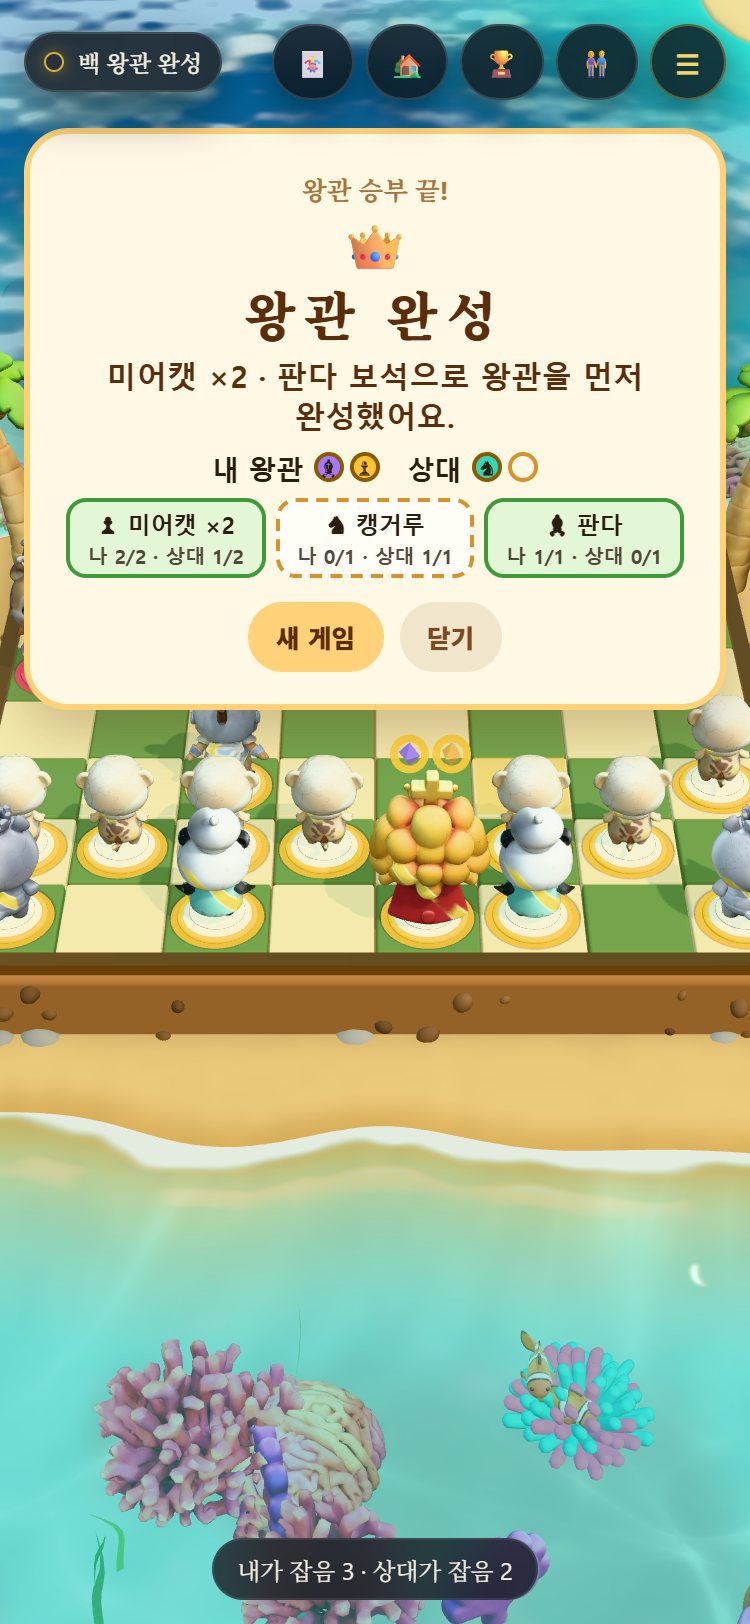 백 왕관 완성
왕관 승부 끝!
왕관 완성
미어캣 ×2 · 판다 보석으로 왕관을 먼저
완성했어요.
내 왕관 상대
미어캣 ×2 캥거루 판다
나 2/2 · 상대 1/2 나 0/1 · 상대 1/1 나 1/1 · 상대 0/1
새 게임 닫기
내가 잡음 3 · 상대가 잡음 2